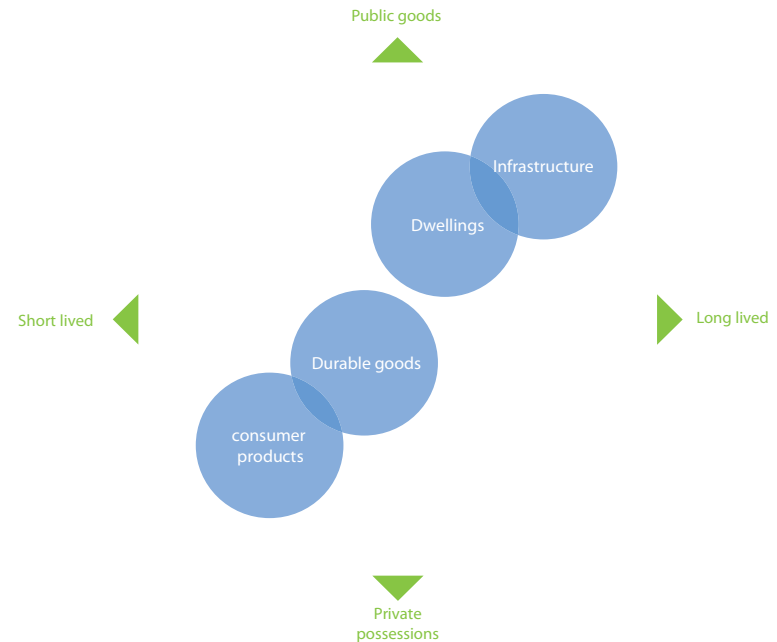 Public goods
Infrastructure
Dwellings
Short lived
Long lived
Durable goods
consumer
products
Private
possessions